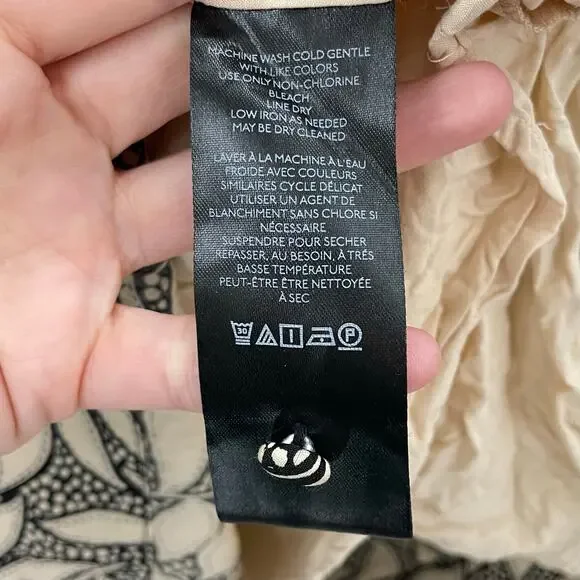 MACHINE WASH COLD GENTLE
WITH LIKE COLORS
USE ONLY NON-CHLORINE
BLEACH
LINE DRY
LOW IRON AS NEEDED
MAY BE DRY CLEANED
LAVER À LA MACHINE À L'EAU
FROIDE AVEC COULEURS
SIMILAIRES CYCLE DÉLICAT
UTILISER UN AGENT DE
BLANCHIMENT SANS CHLORE SI
NÉCESSAIRE
SUSPENDRE POUR SECHER
REPASSER, AU BESOIN, À TRÉS
BASSE TEMPÉRATURE
PEUT-ÊTRE ÊTRE NETTOYÉE
À SEC
30 P